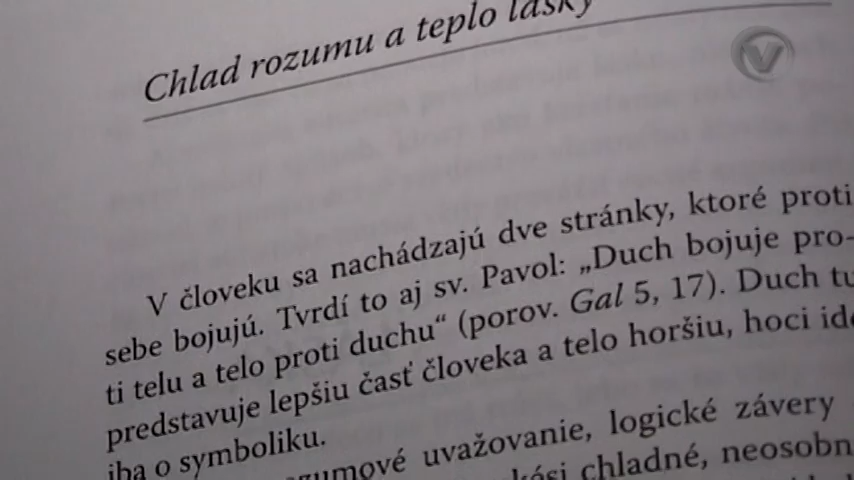 Chlad rozumu a teplo lásky
V človeku sa nachádzajú dve stránky, ktoré proti
sebe bojujú. Tvrdí to aj sv. Pavol: „Duch bojuje pro-
ti telu a telo proti duchu“ (porov. Gal 5, 17). Duch tu
predstavuje lepšiu časť človeka a telo horšiu, hoci ide
iba o symboliku.
uvažovanie, logické závery
chladné,